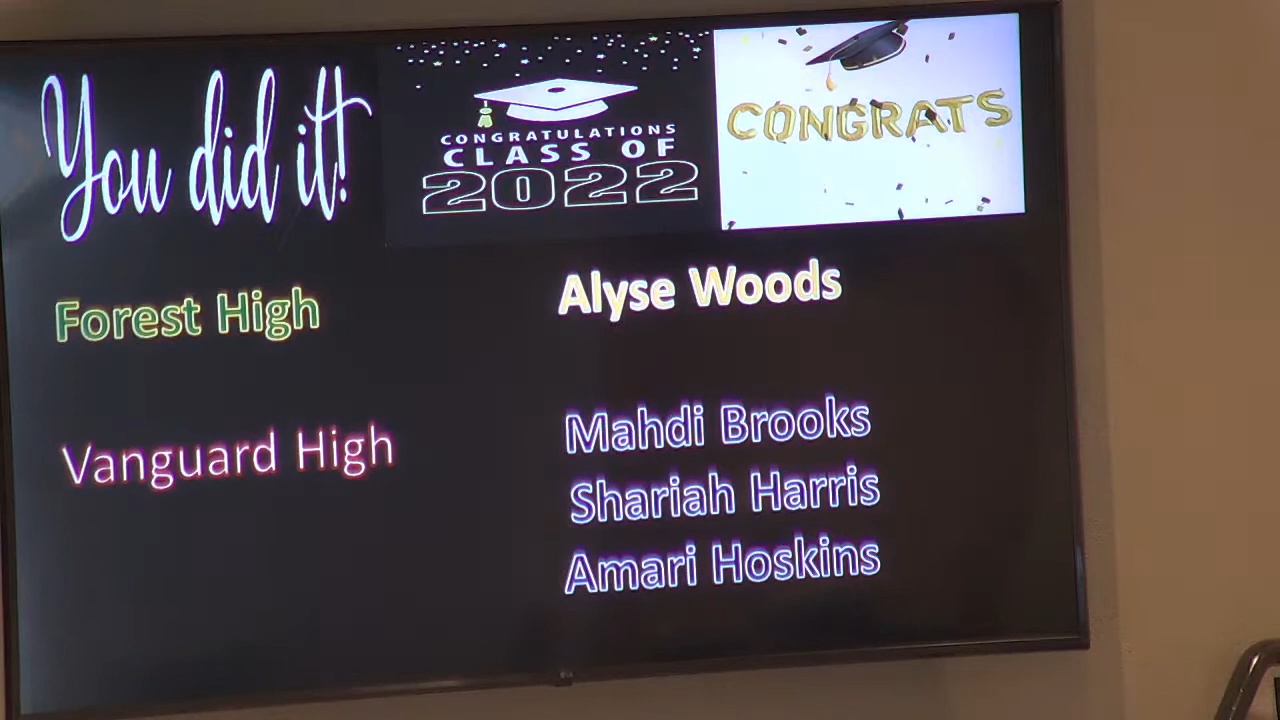 You did it!
CONGRATULATIONS
CLASS OF
2022
CONGRATS
Forest High
Alyse Woods
Vanguard High
Mahdi Brooks
Shariah Harris
Amari Hoskins